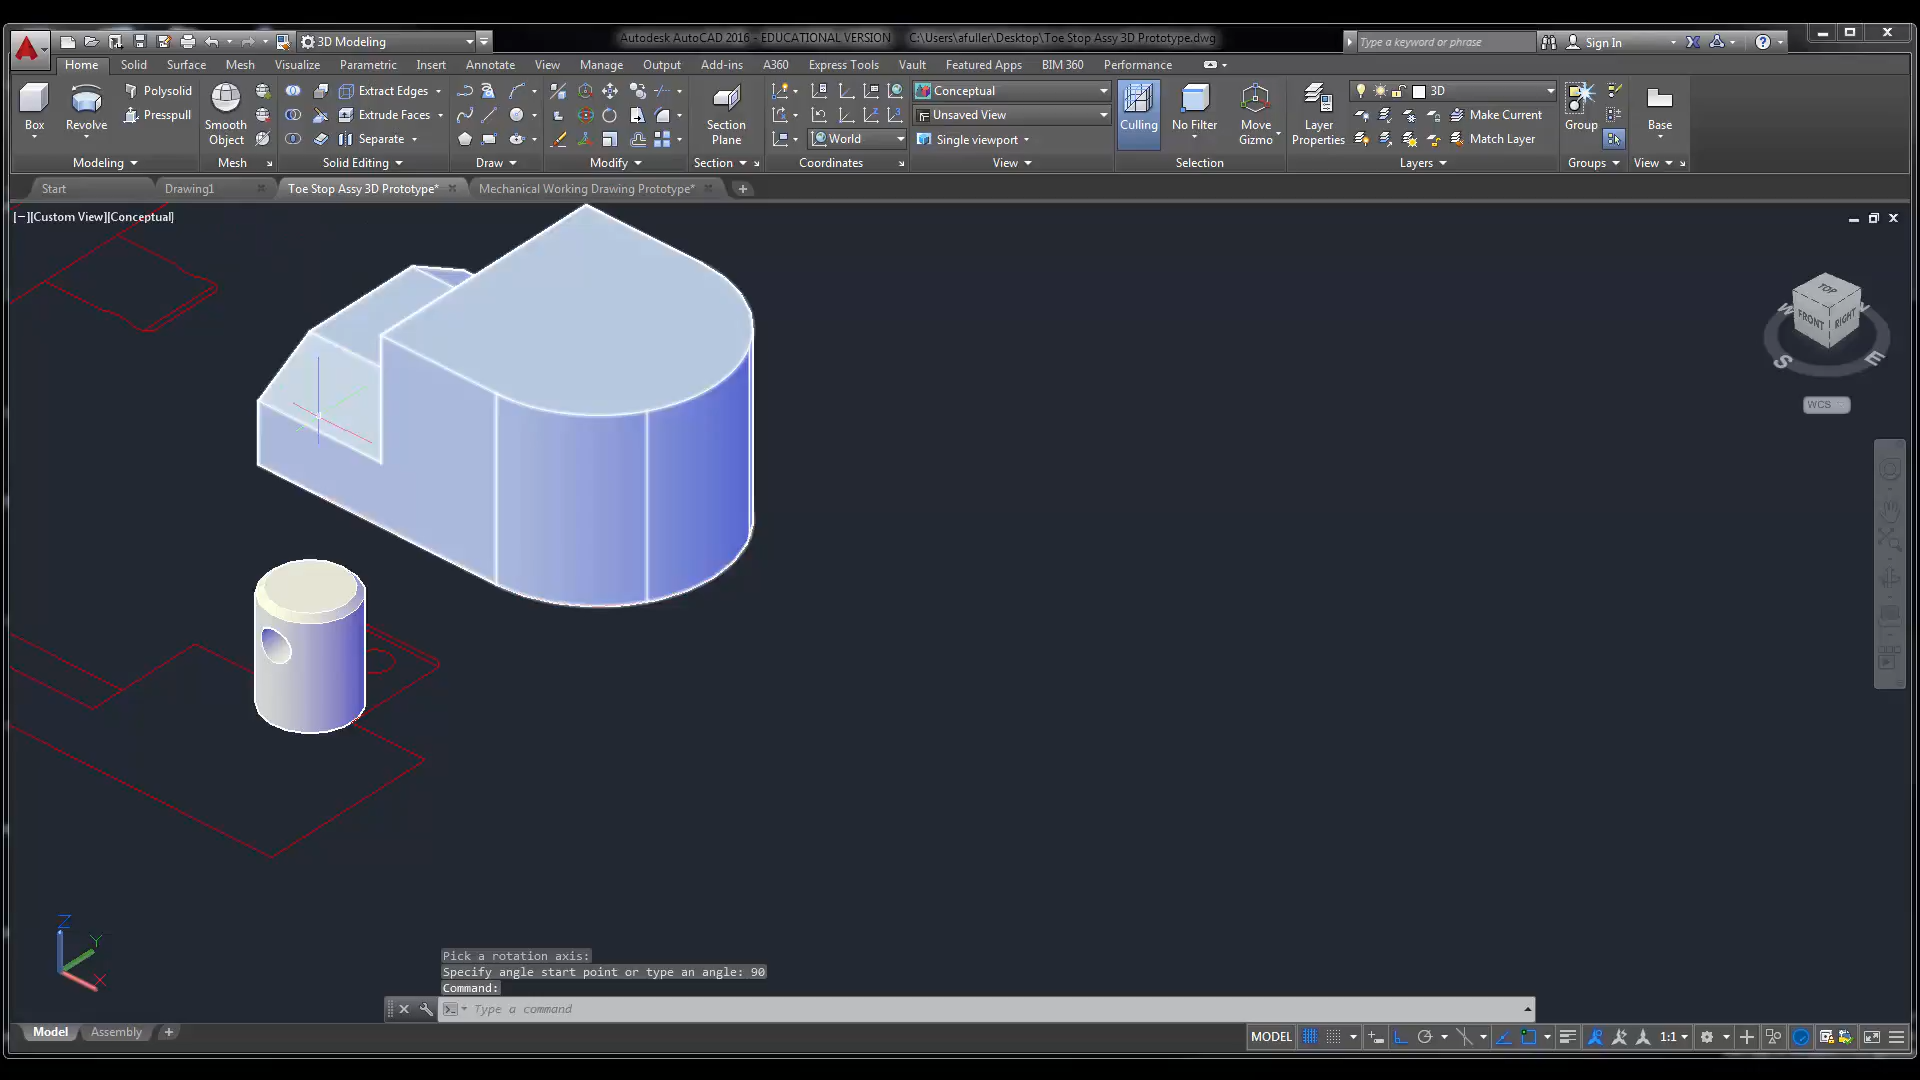 3D Modeling
Autodesk AutoCAD 2016 - EDUCATIONAL VERSION C:\Users\afuller\Desktop\Toe Stop Assy 3D Prototype.dwg
Type a keyword or phrase
Sign In
Home Solid Surface Mesh Visualize Parametric Insert Annotate View Manage Output Add-ins A360 Express Tools Vault Featured Apps BIM 360 Performance
Polysolid
Presspull
Box
Revolve
Smooth
Object
Extract Edges
Extrude Faces
Separate
Section
Plane
World
Conceptual
Unsaved View
Single viewport
Culling
No Filter
Move
Gizmo
Layer
Properties
3D
Make Current
Match Layer
Group
Base
Modeling Mesh Solid Editing Draw Modify Section Coordinates View Selection Layers Groups View
Start Drawing1 Toe Stop Assy 3D Prototype* Mechanical Working Drawing Prototype*
[−][Custom View][Conceptual]
TOP
FRONT
RIGHT
W
S
E
WCS
Z
Y
X
Pick a rotation axis:
Specify angle start point or type an angle: 90
Command:
Type a command
Model Assembly
MODEL
1:1